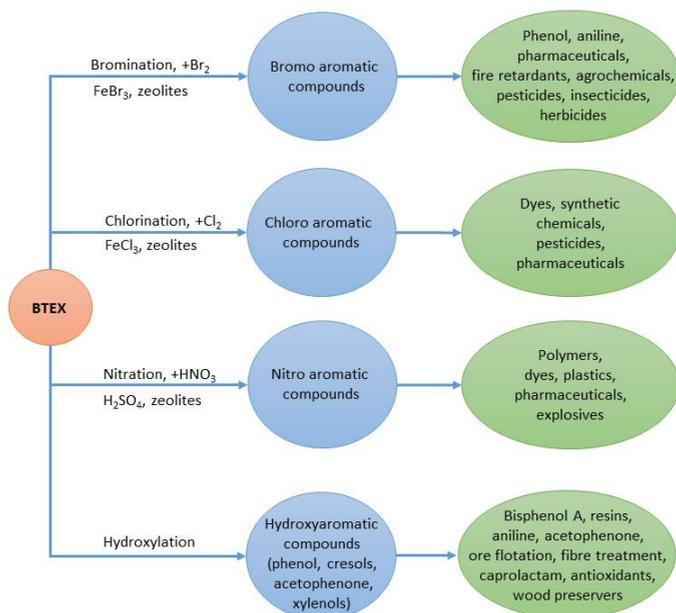 Bromination, +Br₂
FeBr₃, zeolites
Bromo aromatic
compounds
Phenol, aniline,
pharmaceuticals,
fire retardants, agrochemicals,
pesticides, insecticides,
herbicides
Chlorination, +Cl₂
FeCl₃, zeolites
Chloro aromatic
compounds
Dyes, synthetic
chemicals,
pesticides,
pharmaceuticals
BTEX
Nitration, +HNO₃
H₂SO₄, zeolites
Nitro aromatic
compounds
Polymers,
dyes, plastics,
pharmaceuticals,
explosives
Hydroxylation
Hydroxyaromatic
compounds
(phenol, cresols,
acetophenone,
xylenols)
Bisphenol A, resins,
aniline, acetophenone,
ore flotation, fibre treatment,
caprolactam, antioxidants,
wood preservers